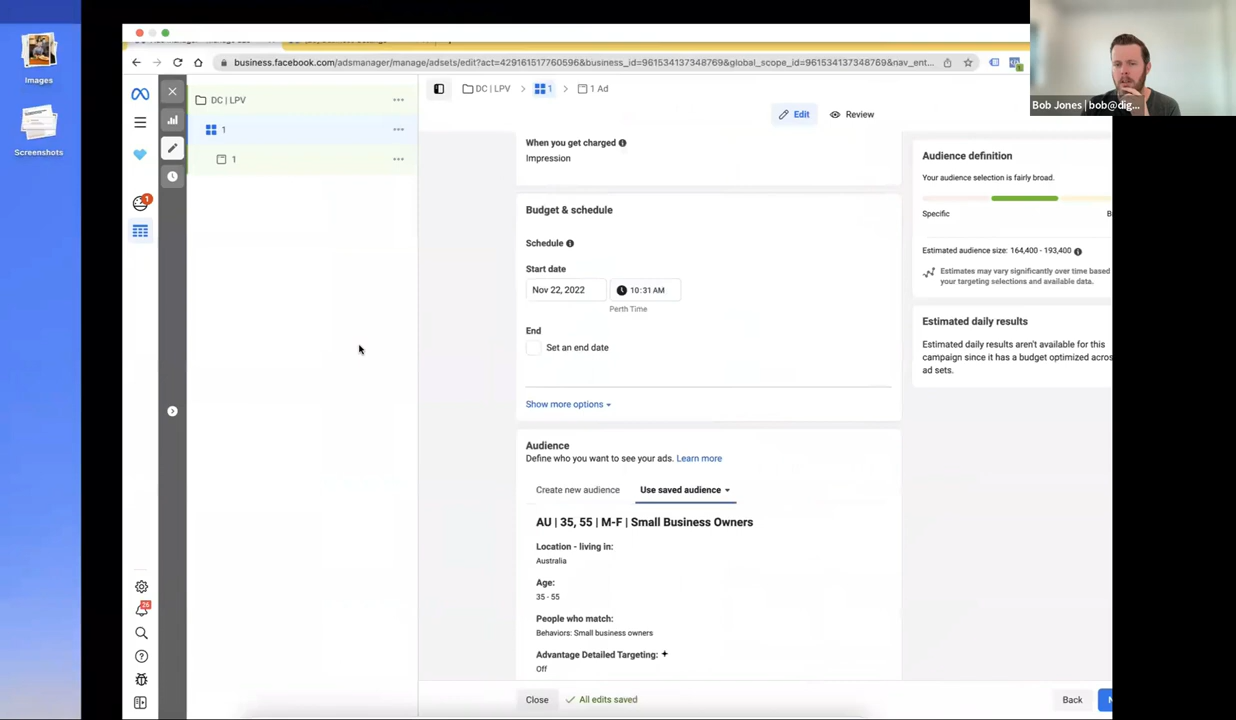 Images
Screenshots
business.facebook.com/adsmanager/manage/adsets/edit?act=429161517760596&business_id=961534137348769&global_scope_id=961534137348769&nav_ent...
Bob Jones | bob@dig...
DC | LPV
1
1
DC | LPV
1
1 Ad
Edit
Review
When you get charged
Impression
Budget & schedule
Schedule
Start date
Nov 22, 2022
10:31 AM
Perth Time
End
Set an end date
Show more options
Audience
Define who you want to see your ads. Learn more
Create new audience
Use saved audience
AU | 35, 55 | M-F | Small Business Owners
Location - living in:
Australia
Age:
35 - 55
People who match:
Behaviors: Small business owners
Advantage Detailed Targeting:
Off
Close
All edits saved
Back
Audience definition
Your audience selection is fairly broad.
Specific
Estimated audience size: 164,400 - 193,400
Estimates may vary significantly over time based
your targeting selections and available data.
Estimated daily results
Estimated daily results aren't available for this
campaign since it has a budget optimized acros
ad sets.
1
26